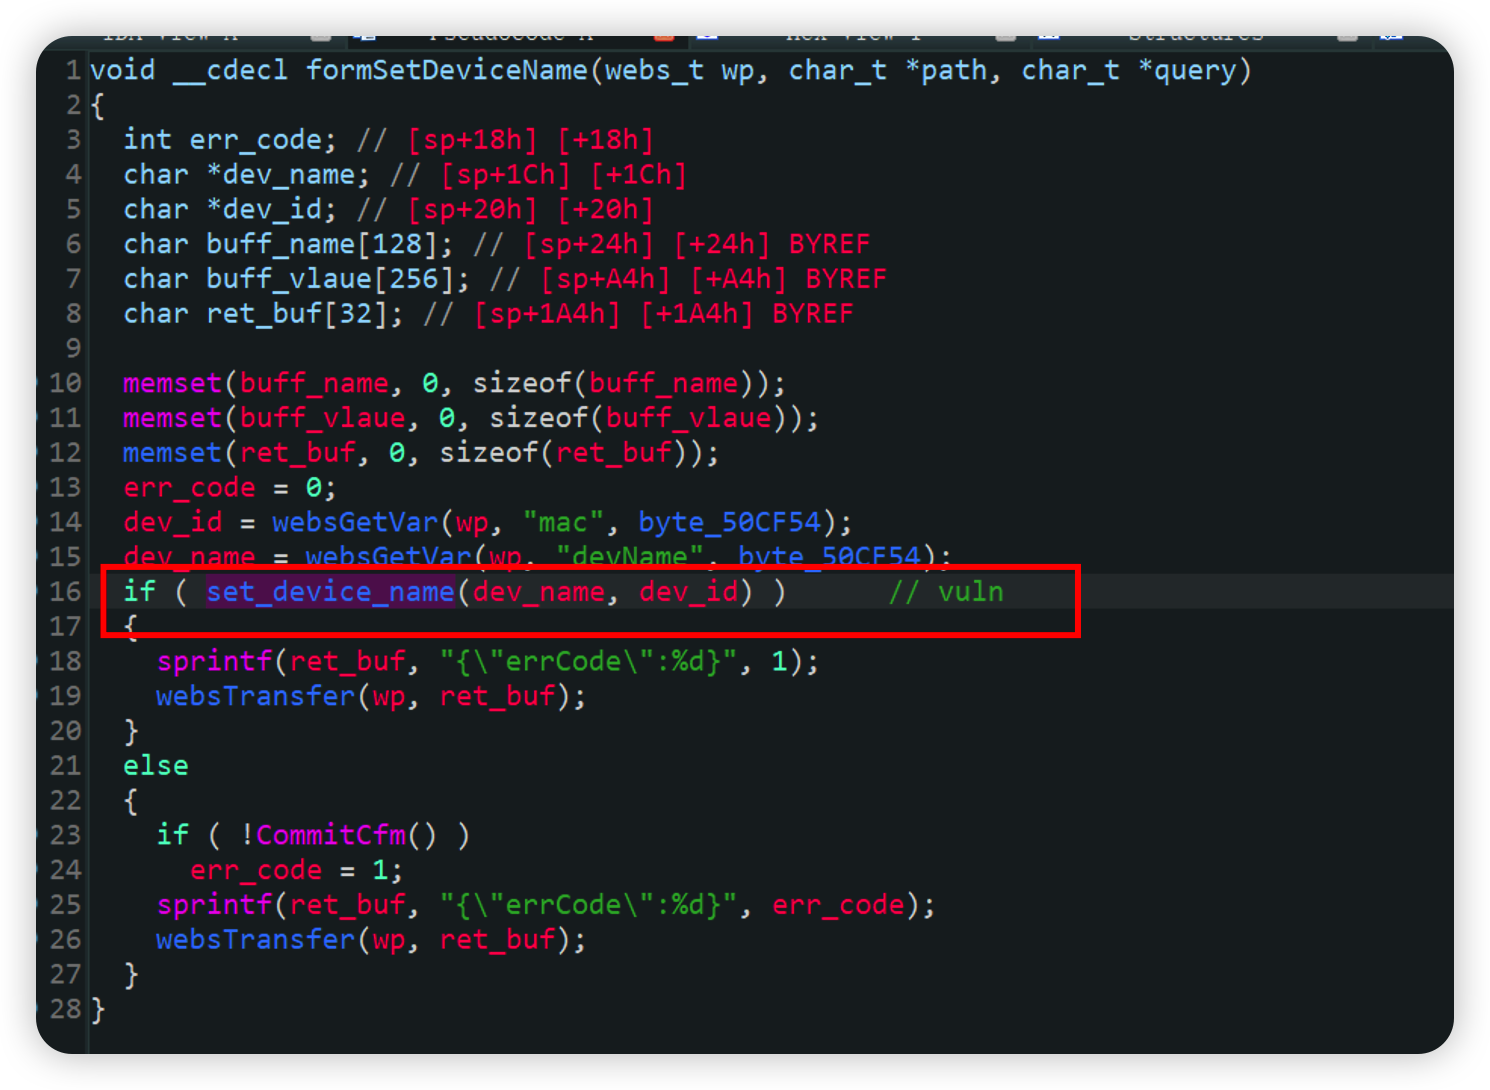 IDA View-A Pseudocode-A Hex View-1 Structures
1 void __cdecl formSetDeviceName(webs_t wp, char_t *path, char_t *query)
2 {
3 int err_code; // [sp+18h] [+18h]
4 char *dev_name; // [sp+1Ch] [+1Ch]
5 char *dev_id; // [sp+20h] [+20h]
6 char buff_name[128]; // [sp+24h] [+24h] BYREF
7 char buff_vlaue[256]; // [sp+A4h] [+A4h] BYREF
8 char ret_buf[32]; // [sp+1A4h] [+1A4h] BYREF
9
10 memset(buff_name, 0, sizeof(buff_name));
11 memset(buff_vlaue, 0, sizeof(buff_vlaue));
12 memset(ret_buf, 0, sizeof(ret_buf));
13 err_code = 0;
14 dev_id = websGetVar(wp, "mac", byte_50CF54);
15 dev_name = websGetVar(wp, "devName", byte_50CF54);
16 if ( set_device_name(dev_name, dev_id) ) // vuln
17 {
18 sprintf(ret_buf, "{\"errCode\":%d}", 1);
19 websTransfer(wp, ret_buf);
20 }
21 else
22 {
23 if ( !CommitCfm() )
24 err_code = 1;
25 sprintf(ret_buf, "{\"errCode\":%d}", err_code);
26 websTransfer(wp, ret_buf);
27 }
28 }